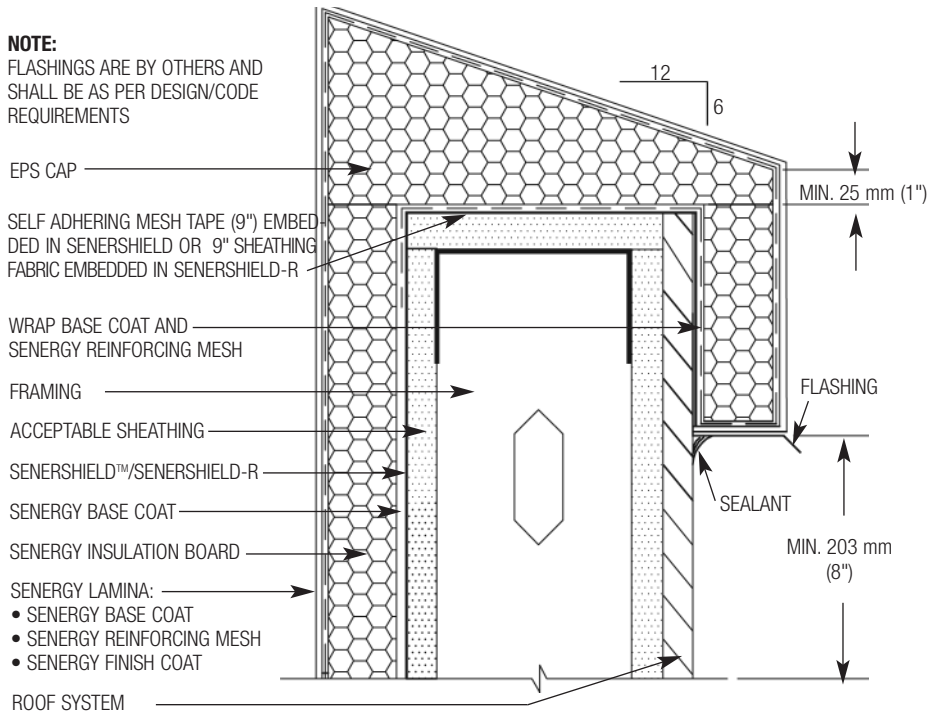 NOTE:
FLASHINGS ARE BY OTHERS AND
SHALL BE AS PER DESIGN/CODE
REQUIREMENTS
12
6
EPS CAP
MIN. 25 mm (1")
SELF ADHERING MESH TAPE (9") EMBED-
DED IN SENERSHIELD OR 9" SHEATHING
FABRIC EMBEDDED IN SENERSHIELD-R
WRAP BASE COAT AND
SENERGY REINFORCING MESH
FRAMING
FLASHING
ACCEPTABLE SHEATHING
SENERSHIELD™/SENERSHIELD-R
SEALANT
SENERGY BASE COAT
SENERGY INSULATION BOARD
MIN. 203 mm
(8")
SENERGY LAMINA:
• SENERGY BASE COAT
• SENERGY REINFORCING MESH
• SENERGY FINISH COAT
ROOF SYSTEM